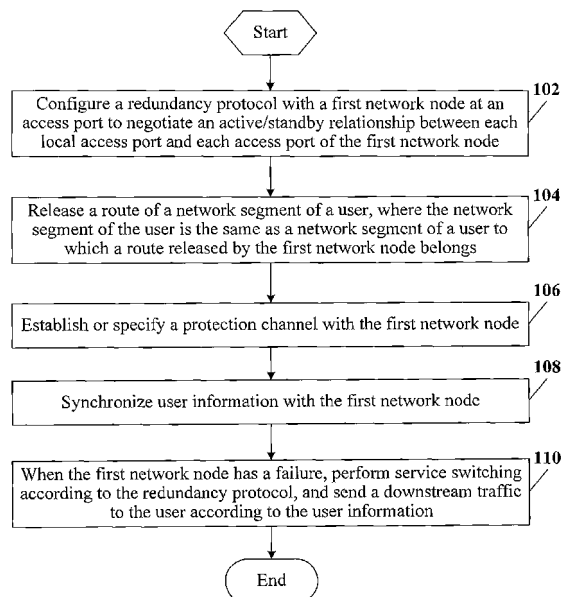 Start
102
Configure a redundancy protocol with a first network node at an
access port to negotiate an active/standby relationship between each
local access port and each access port of the first network node
104
Release a route of a network segment of a user, where the network
segment of the user is the same as a network segment of a user to
which a route released by the first network node belongs
106
Establish or specify a protection channel with the first network node
108
Synchronize user information with the first network node
110
When the first network node has a failure, perform service switching
according to the redundancy protocol, and send a downstream traffic
to the user according to the user information
End